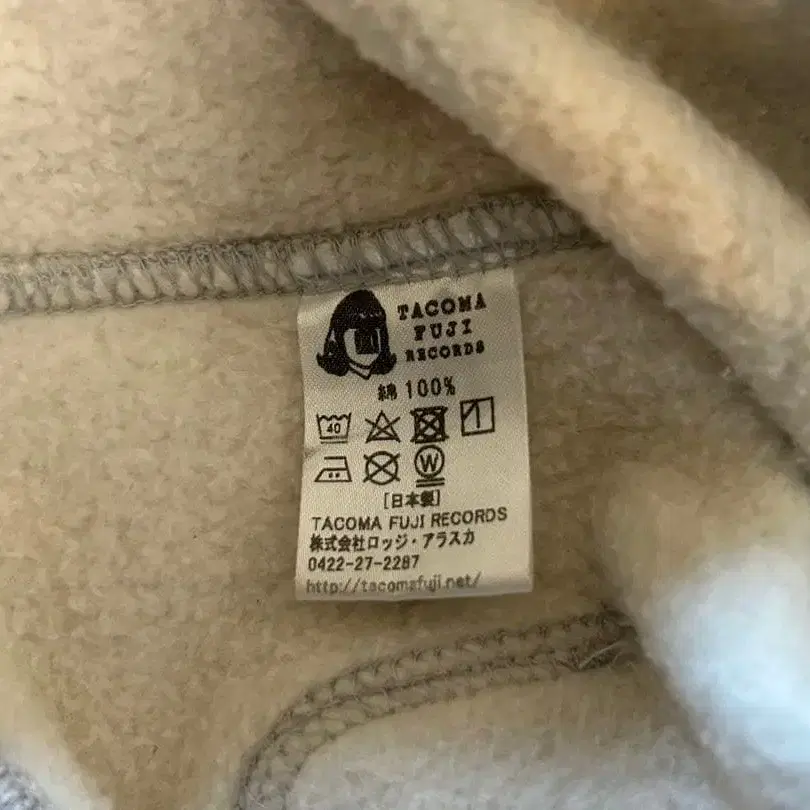 TACOMA
FUJI
RECORDS
綿 100%
40
W
[日本製]
TACOMA FUJI RECORDS
株式会社ロッジ・アラスカ
0422-27-2287
http://tacomafuji.net/